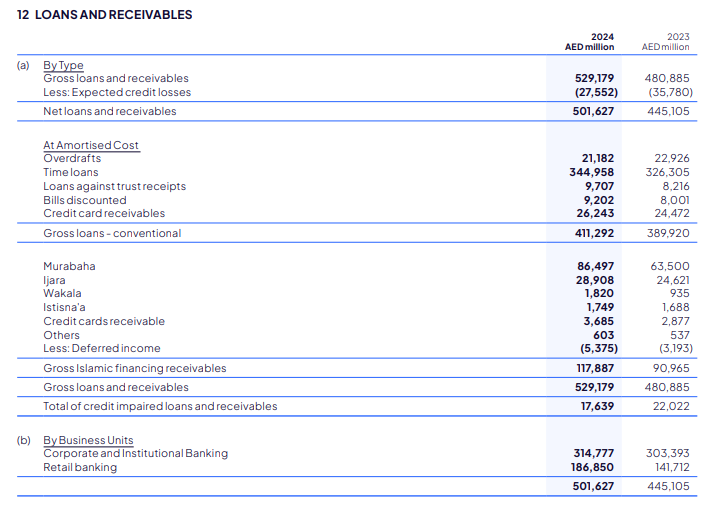 12 LOANS AND RECEIVABLES
2024 2023
AED million AED million
(a) By Type
Gross loans and receivables 529,179 480,885
Less: Expected credit losses (27,552) (35,780)
Net loans and receivables 501,627 445,105
At Amortised Cost
Overdrafts 21,182 22,926
Time loans 344,958 326,305
Loans against trust receipts 9,707 8,216
Bills discounted 9,202 8,001
Credit card receivables 26,243 24,472
Gross loans - conventional 411,292 389,920
Murabaha 86,497 63,500
Ijara 28,908 24,621
Wakala 1,820 935
Istisna'a 1,749 1,688
Credit cards receivable 3,685 2,877
Others 603 537
Less: Deferred income (5,375) (3,193)
Gross Islamic financing receivables 117,887 90,965
Gross loans and receivables 529,179 480,885
Total of credit impaired loans and receivables 17,639 22,022
(b) By Business Units
Corporate and Institutional Banking 314,777 303,393
Retail banking 186,850 141,712
501,627 445,105